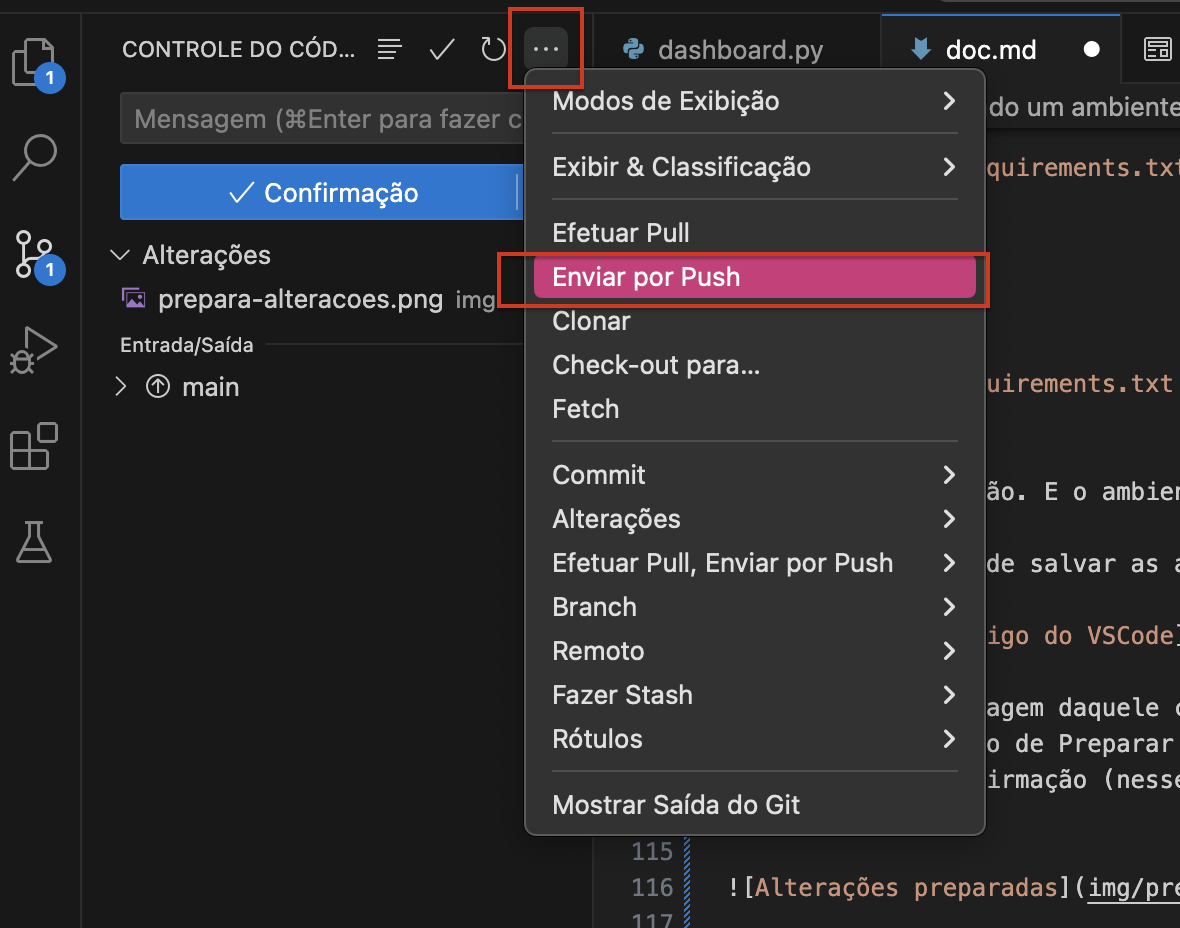 CONTROLE DO CÓD...
1
Mensagem (⌘Enter para fazer c
Confirmação
Alterações
prepara-alteracoes.png img
1
Entrada/Saída
main
Modos de Exibição
Exibir & Classificação
Efetuar Pull
Enviar por Push
Clonar
Check-out para...
Fetch
Commit
Alterações
Efetuar Pull, Enviar por Push
Branch
Remoto
Fazer Stash
Rótulos
Mostrar Saída do Git
dashboard.py
doc.md
do um ambiente
quirements.txt
uirements.txt
ão. E o ambien
de salvar as a
igo do VSCode]
agem daquele c
o de Preparar
irmação (nesse
115
116 ![Alterações preparadas](img/pre
117